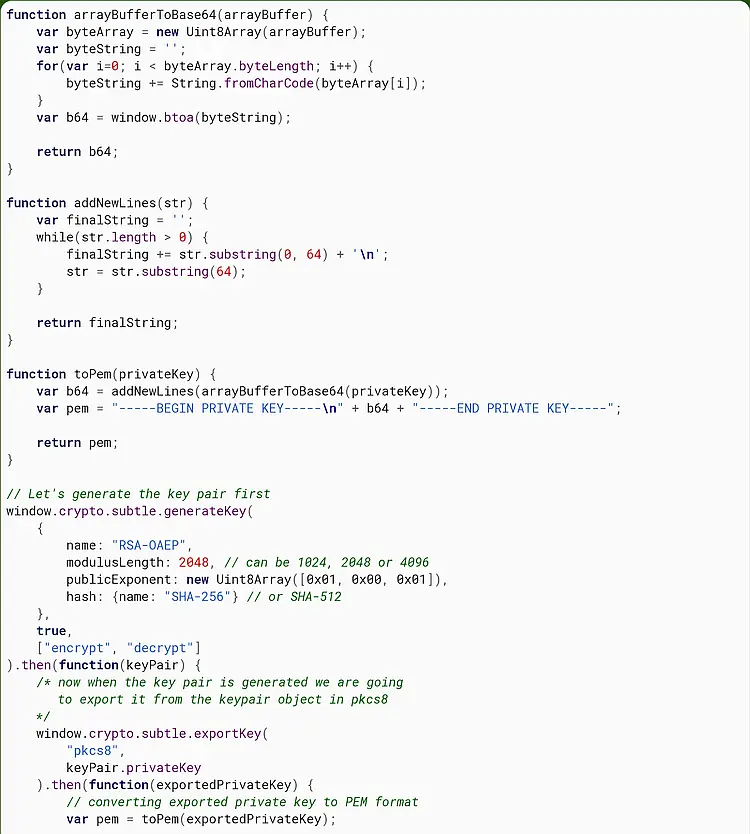 function arrayBufferToBase64(arrayBuffer) {
    var byteArray = new Uint8Array(arrayBuffer);
    var byteString = '';
    for(var i=0; i < byteArray.byteLength; i++) {
        byteString += String.fromCharCode(byteArray[i]);
    }
    var b64 = window.btoa(byteString);

    return b64;
}

function addNewLines(str) {
    var finalString = '';
    while(str.length > 0) {
        finalString += str.substring(0, 64) + '\n';
        str = str.substring(64);
    }

    return finalString;
}

function toPem(privateKey) {
    var b64 = addNewLines(arrayBufferToBase64(privateKey));
    var pem = "-----BEGIN PRIVATE KEY-----\n" + b64 + "-----END PRIVATE KEY-----";

    return pem;
}

// Let's generate the key pair first
window.crypto.subtle.generateKey(
    {
        name: "RSA-OAEP",
        modulusLength: 2048, // can be 1024, 2048 or 4096
        publicExponent: new Uint8Array([0x01, 0x00, 0x01]),
        hash: {name: "SHA-256"} // or SHA-512
    },
    true,
    ["encrypt", "decrypt"]
).then(function(keyPair) {
    /* now when the key pair is generated we are going
       to export it from the keypair object in pkcs8
    */
    window.crypto.subtle.exportKey(
        "pkcs8",
        keyPair.privateKey
    ).then(function(exportedPrivateKey) {
        // converting exported private key to PEM format
        var pem = toPem(exportedPrivateKey);